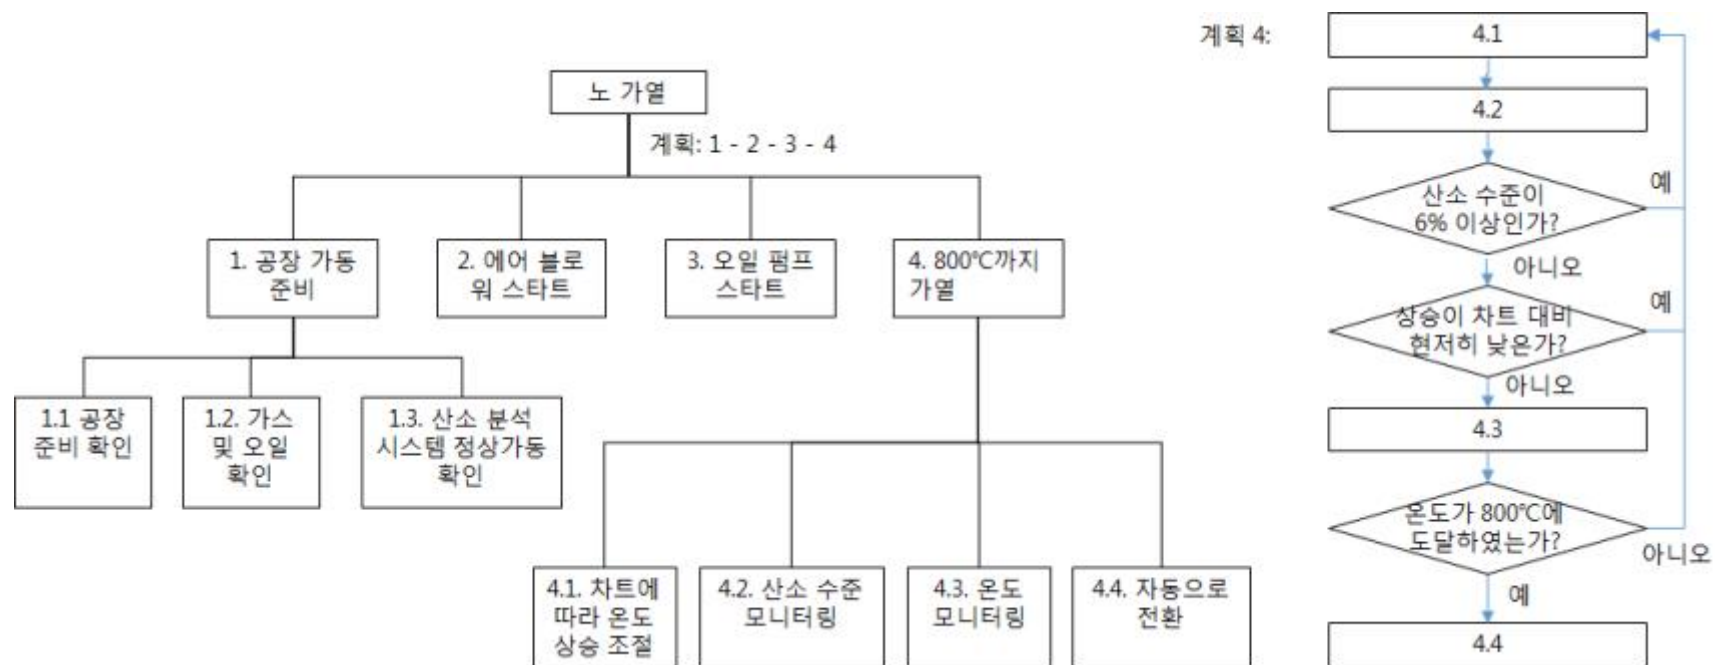 노 가열
계획: 1 - 2 - 3 - 4
1. 공장 가동
준비
2. 에어 블로
워 스타트
3. 오일 펌프
스타트
4. 800℃까지
가열
1.1 공장
준비 확인
1.2. 가스
및 오일
확인
1.3. 산소 분석
시스템 정상가동
확인
4.1. 차트에
따라 온도
상승 조절
4.2. 산소 수준
모니터링
4.3. 온도
모니터링
4.4. 자동으로
전환
계획 4:
4.1
4.2
산소 수준이
6% 이상인가?
예
아니오
상승이 차트 대비
현저히 낮은가?
예
아니오
4.3
온도가 800℃에
도달하였는가?
아니오
예
4.4